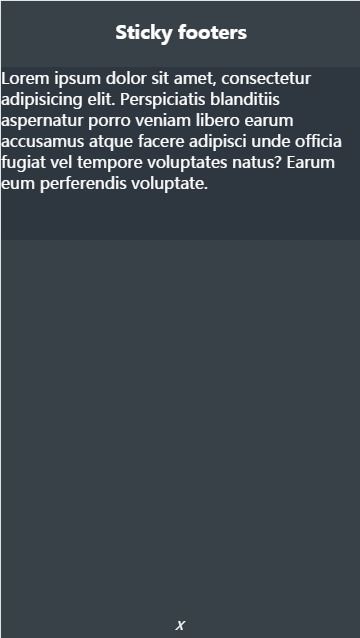 Sticky footers
Lorem ipsum dolor sit amet, consectetur
adipisicing elit. Perspiciatis blanditiis
aspernatur porro veniam libero earum
accusamus atque facere adipisci unde officia
fugiat vel tempore voluptates natus? Earum
eum perferendis voluptate.
x